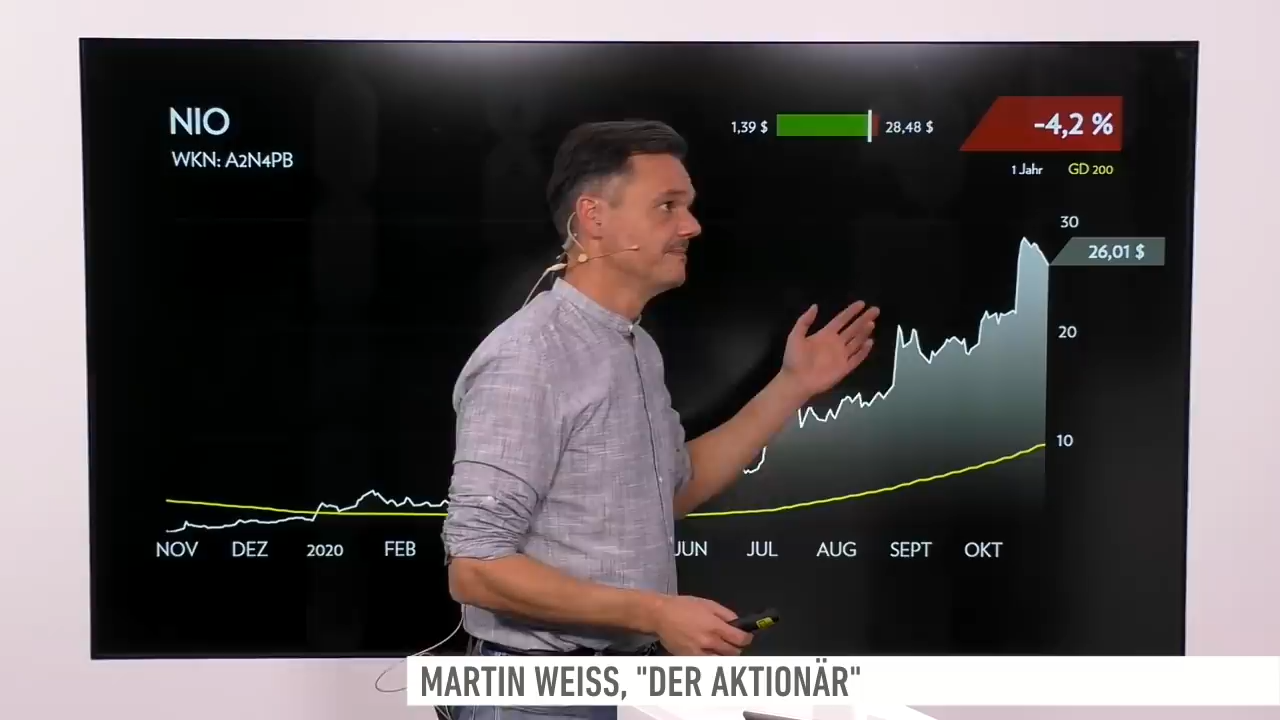 NIO
WKN: A2N4PB
1,39 $ 28,48 $
-4,2 %
1 Jahr GD 200
30
26,01 $
20
10
NOV DEZ 2020 FEB JUN JUL AUG SEPT OKT
MARTIN WEISS, "DER AKTIONÄR"